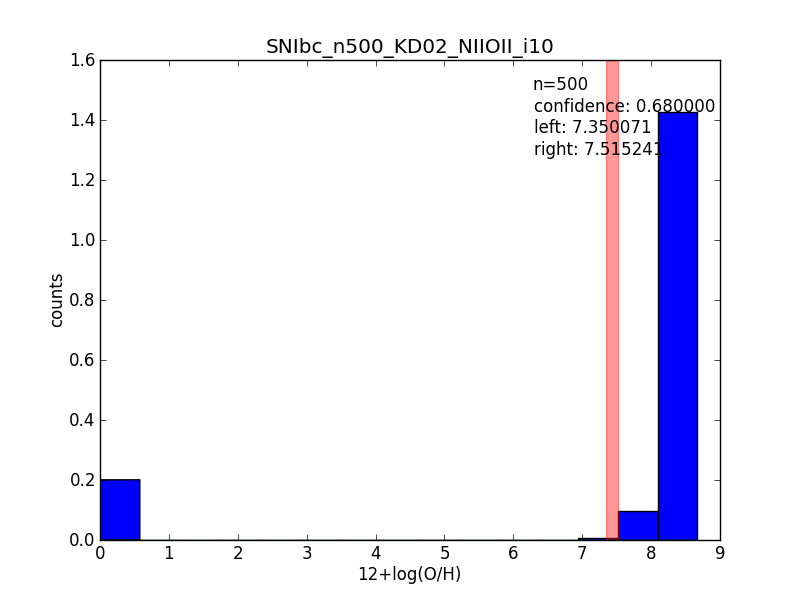 SNIbc_n500_KD02_NIIOII_i10
n=500
confidence: 0.680000
left: 7.350071
right: 7.515241
counts
1.6
1.4
1.2
1.0
0.8
0.6
0.4
0.2
0.0
0 1 2 3 4 5 6 7 8 9
12+log(O/H)